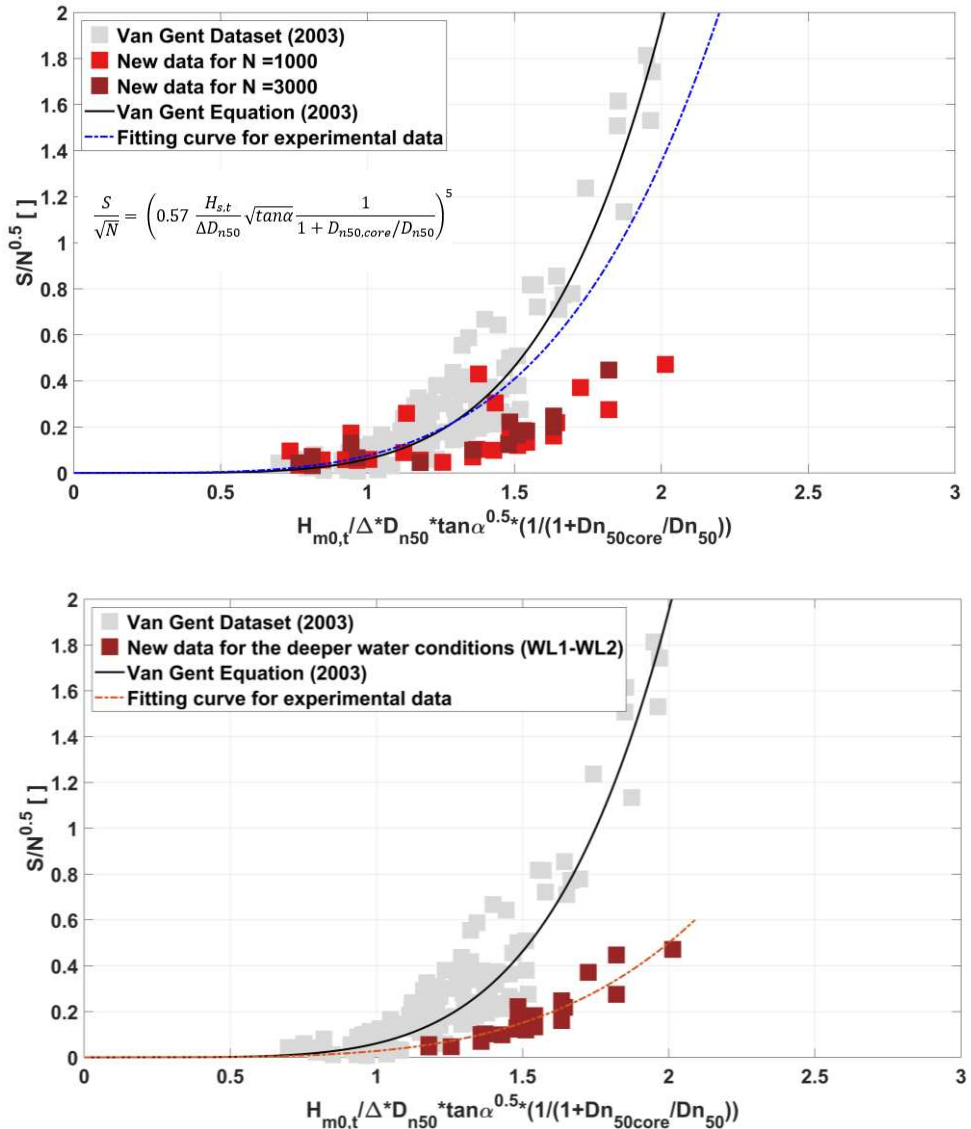 2
1.8
1.6
1.4
1.2
1
0.8
0.6
0.4
0.2
0
S/N^0.5 [ ]
Van Gent Dataset (2003)
New data for N =1000
New data for N =3000
Van Gent Equation (2003)
Fitting curve for experimental data
S/√N = (0.57 H_s,t/ΔD_n50 √tanα 1/(1 + D_n50,core/D_n50))^5
0 0.5 1 1.5 2 2.5 3
H_m0,t/Δ*D_n50*tanα^0.5*(1/(1+Dn_50core/Dn_50))
2
1.8
1.6
1.4
1.2
1
0.8
0.6
0.4
0.2
0
S/N^0.5 [ ]
Van Gent Dataset (2003)
New data for the deeper water conditions (WL1-WL2)
Van Gent Equation (2003)
Fitting curve for experimental data
0 0.5 1 1.5 2 2.5 3
H_m0,t/Δ*D_n50*tanα^0.5*(1/(1+Dn_50core/Dn_50))